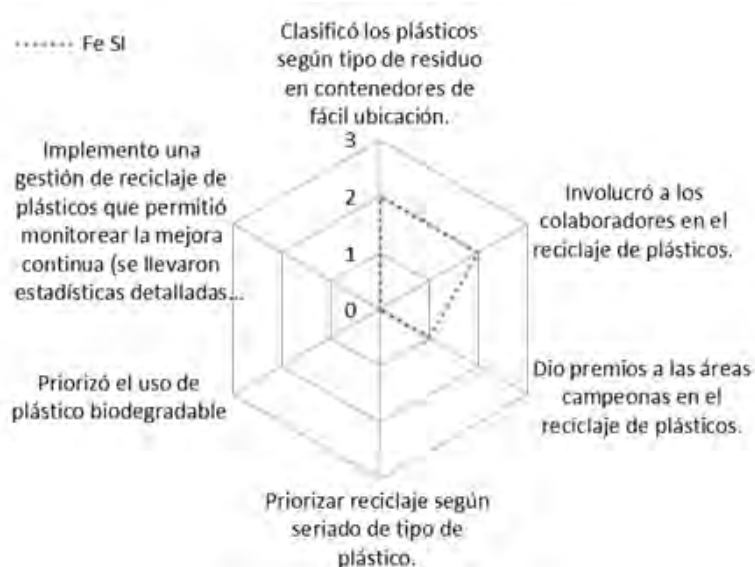 Fe SI
Clasificó los plásticos
según tipo de residuo
en contenedores de
fácil ubicación.
3
2
1
0
Involucró a los
colaboradores en el
reciclaje de plásticos.
Dio premios a las áreas
campeonas en el
reciclaje de plásticos.
Priorizar reciclaje según
seriado de tipo de
plástico.
Priorizó el uso de
plástico biodegradable
Implemento una
gestión de reciclaje de
plásticos que permitió
monitorear la mejora
continua (se llevaron
estadísticas detalladas...